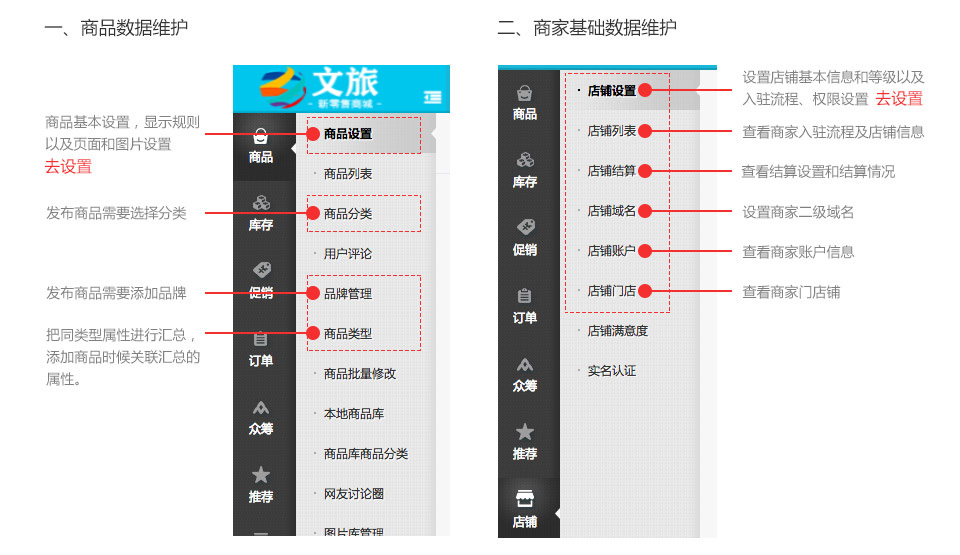 一、商品数据维护
文旅
- 新零售商城 -
商品基本设置，显示规则
以及页面和图片设置
去设置
发布商品需要选择分类
发布商品需要添加品牌
把同类型属性进行汇总，
添加商品时候关联汇总的
属性。
商品
库存
促销
订单
众筹
推荐
商品设置
商品列表
商品分类
用户评论
品牌管理
商品类型
商品批量修改
本地商品库
商品库商品分类
网友讨论圈
图片库管理
二、商家基础数据维护
商品
库存
促销
订单
众筹
推荐
店铺
店铺设置
店铺列表
店铺结算
店铺域名
店铺账户
店铺门店
店铺满意度
实名认证
设置店铺基本信息和等级以及
入驻流程、权限设置 去设置
查看商家入驻流程及店铺信息
查看结算设置和结算情况
设置商家二级域名
查看商家账户信息
查看商家门店铺